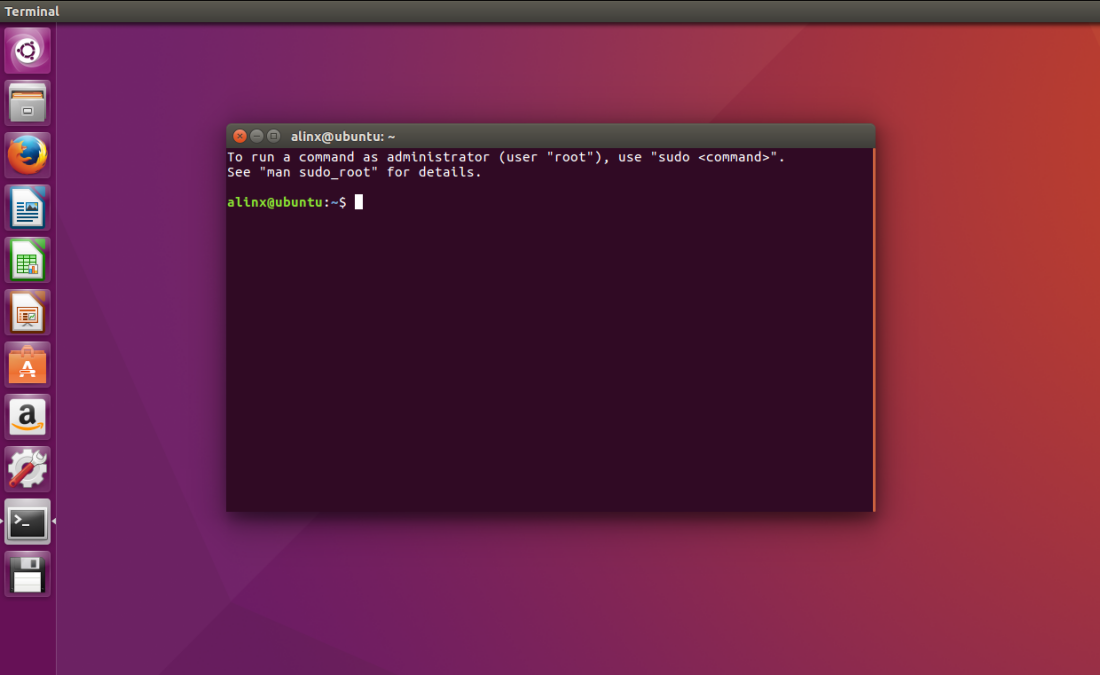 Terminal
alinx@ubuntu: ~
To run a command as administrator (user "root"), use "sudo <command>".
See "man sudo_root" for details.
alinx@ubuntu:~$